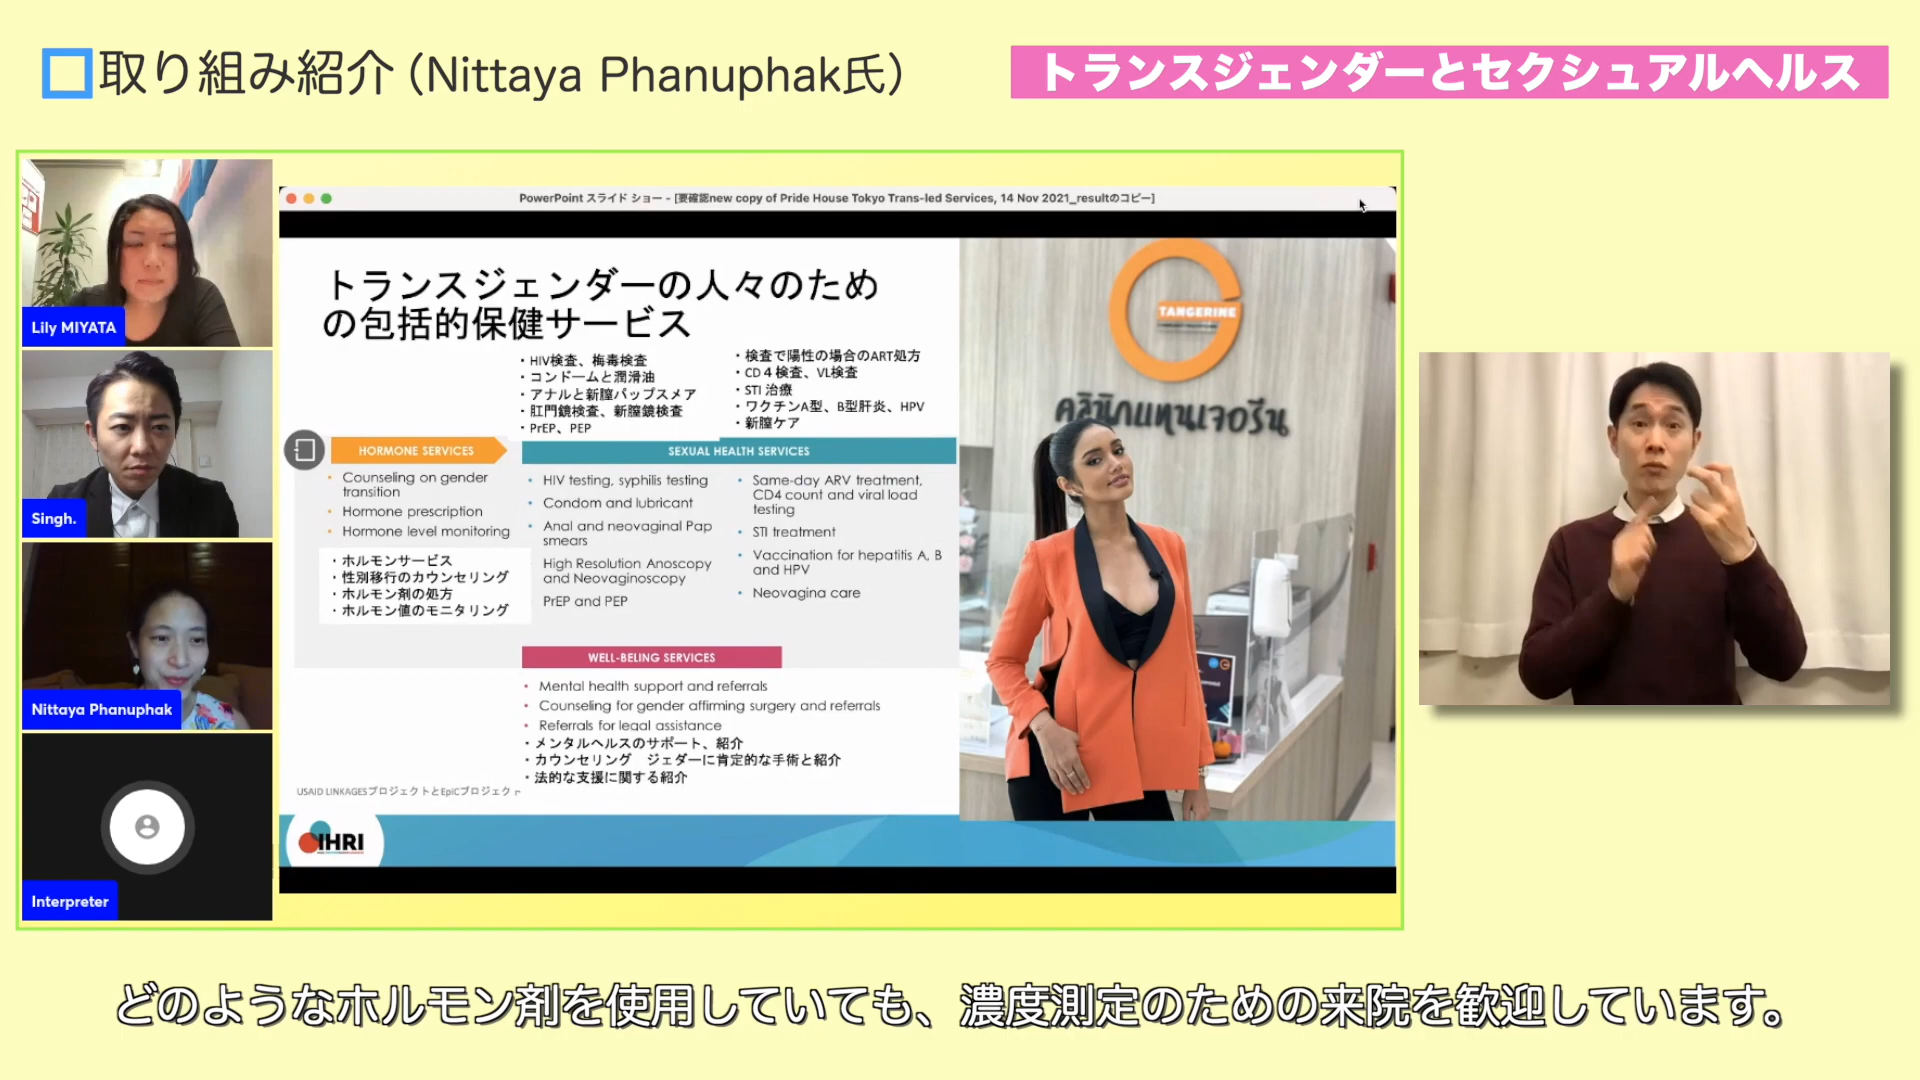 取り組み紹介（Nittaya Phanuphak氏）
トランスジェンダーとセクシュアルヘルス
Lily MIYATA
Singh.
Nittaya Phanuphak
Interpreter
PowerPoint スライド ショー - [要確認new copy of Pride House Tokyo Trans-led Services, 14 Nov 2021_resultのコピー]
トランスジェンダーの人々のため
の包括的保健サービス
・HIV検査、梅毒検査
・コンドームと潤滑油
・アナルと新膣パップスメア
・肛門鏡検査、新膣鏡検査
・PrEP、PEP
・検査で陽性の場合のART処方
・CD４検査、VL検査
・STI 治療
・ワクチンA型、B型肝炎、HPV
・新膣ケア
HORMONE SERVICES
• Counseling on gender
transition
• Hormone prescription
• Hormone level monitoring
・ホルモンサービス
・性別移行のカウンセリング
・ホルモン剤の処方
・ホルモン値のモニタリング
SEXUAL HEALTH SERVICES
• HIV testing, syphilis testing
• Condom and lubricant
• Anal and neovaginal Pap
smears
High Resolution Anoscopy
and Neovaginoscopy
PrEP and PEP
• Same-day ARV treatment,
CD4 count and viral load
testing
• STI treatment
• Vaccination for hepatitis A, B
and HPV
• Neovagina care
WELL-BEING SERVICES
• Mental health support and referrals
• Counseling for gender affirming surgery and referrals
• Referrals for legal assistance
・メンタルヘルスのサポート、紹介
・カウンセリング　ジェダーに肯定的な手術と紹介
・法的な支援に関する紹介
USAID LINKAGESプロジェクトとEpiCプロジェクト
IHRI
TANGERINE
คลินิกแทนเจอรีน
どのようなホルモン剤を使用していても、濃度測定のための来院を歓迎しています。